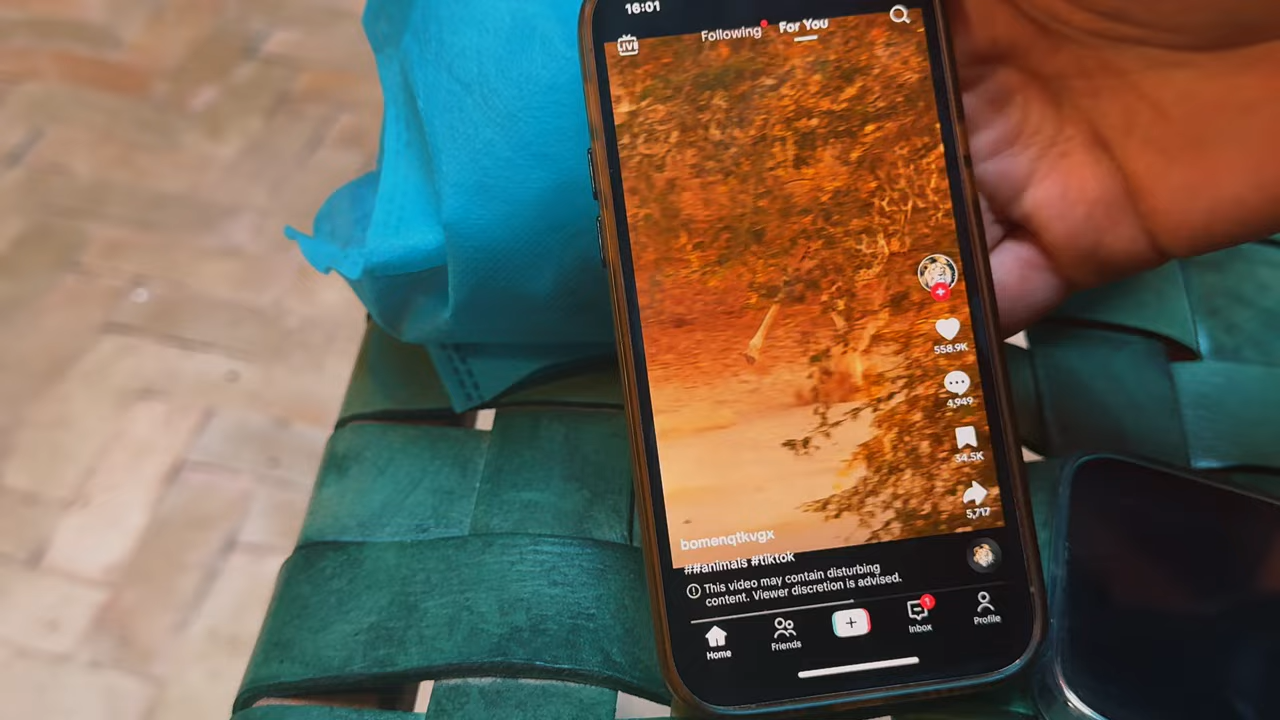 16:01
LIVE
Following
For You
558.9K
4,949
34.5K
5,717
bomenqtkvgx
##animals #tiktok
This video may contain disturbing
content. Viewer discretion is advised.
Home
Friends
1
Inbox
Profile